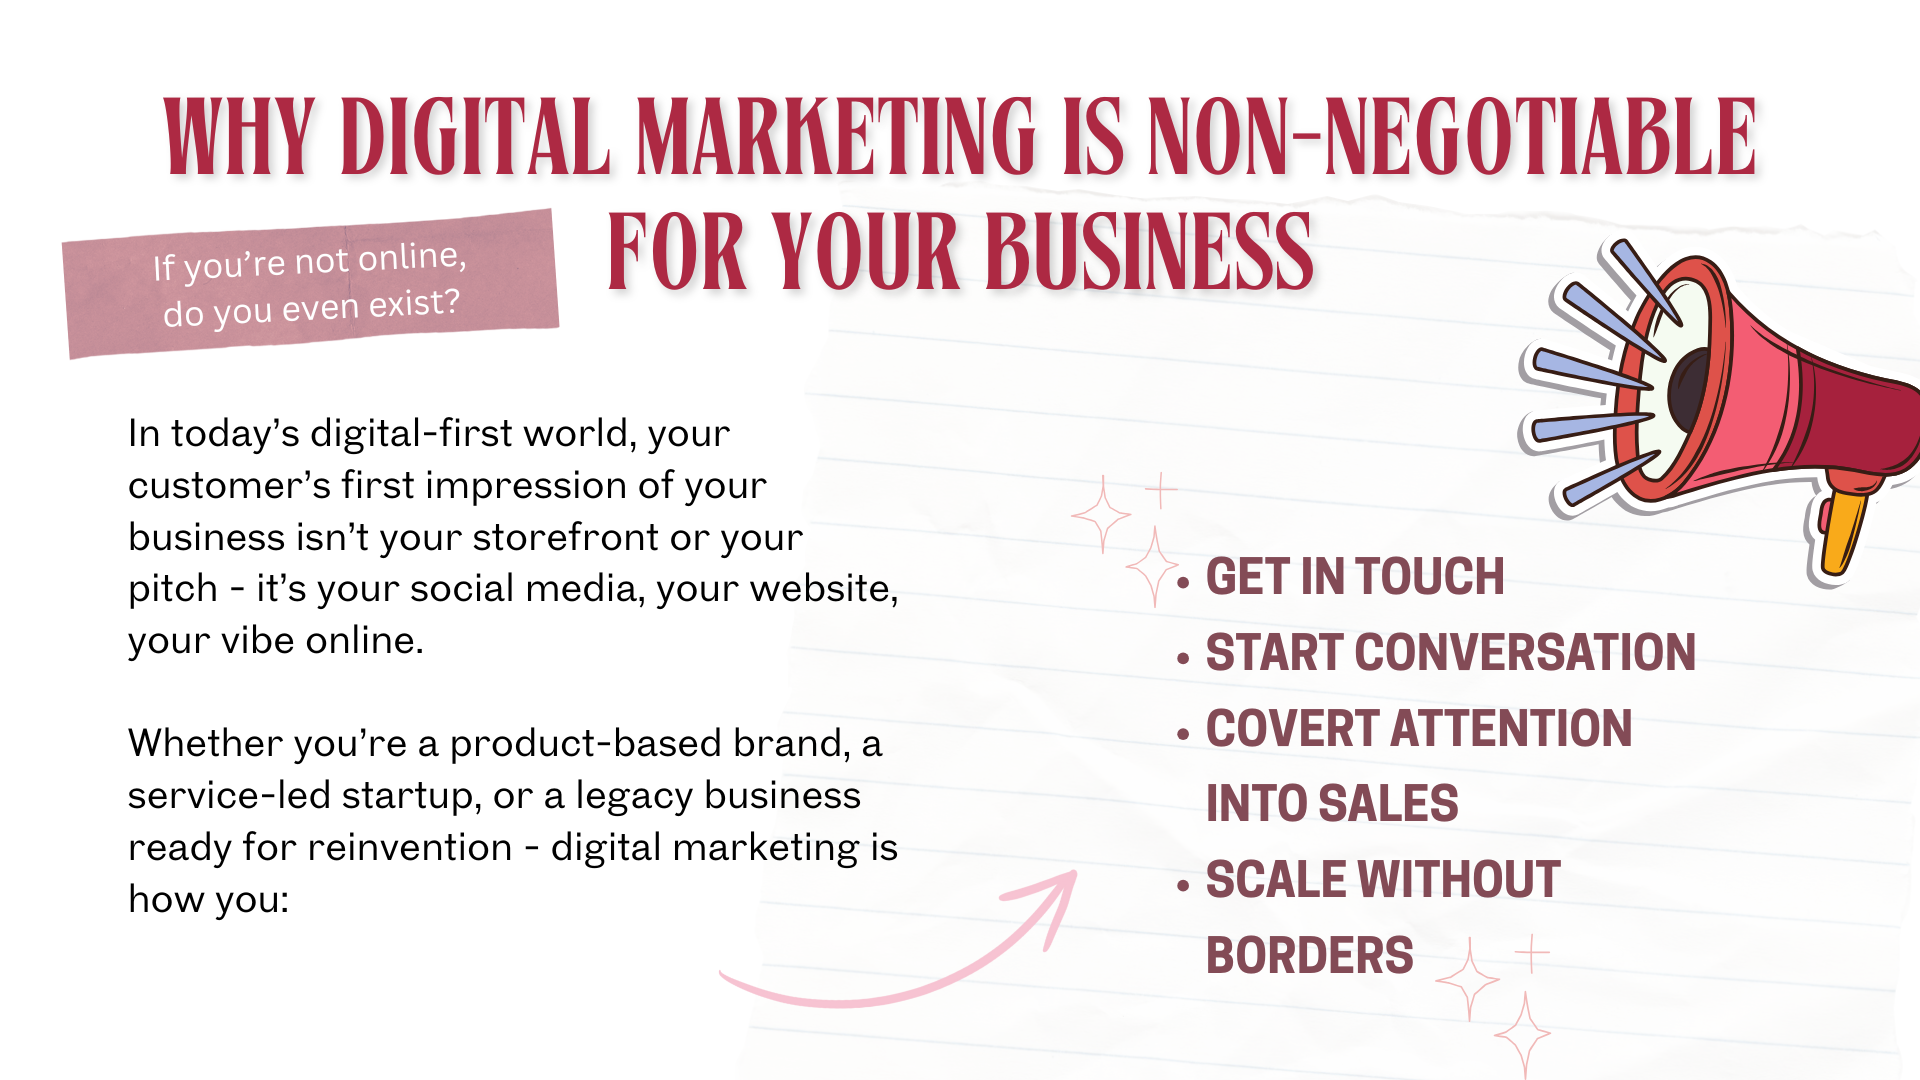 WHY DIGITAL MARKETING IS NON-NEGOTIABLE
FOR YOUR BUSINESS
If you’re not online,
do you even exist?
In today’s digital-first world, your
customer’s first impression of your
business isn’t your storefront or your
pitch - it’s your social media, your website,
your vibe online.
Whether you’re a product-based brand, a
service-led startup, or a legacy business
ready for reinvention - digital marketing is
how you:
• GET IN TOUCH
• START CONVERSATION
• COVERT ATTENTION
INTO SALES
• SCALE WITHOUT
BORDERS